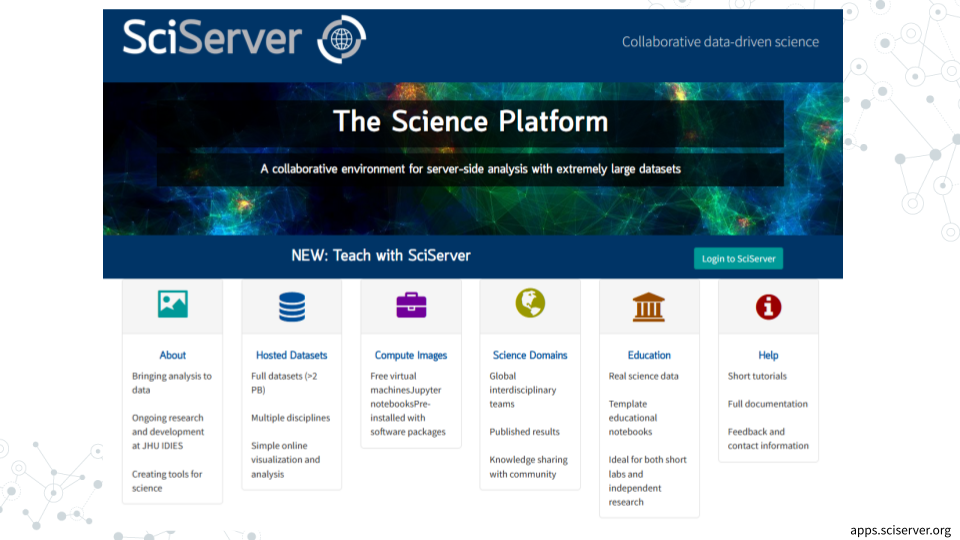 SciServer
Collaborative data-driven science
The Science Platform
A collaborative environment for server-side analysis with extremely large datasets
NEW: Teach with SciServer
Login to SciServer
About
Bringing analysis to
data
Ongoing research
and development
at JHU IDIES
Creating tools for
science
Hosted Datasets
Full datasets (>2
PB)
Multiple disciplines
Simple online
visualization and
analysis
Compute Images
Free virtual
machinesJupyter
notebooksPre-
installed with
software packages
Science Domains
Global
interdisciplinary
teams
Published results
Knowledge sharing
with community
Education
Real science data
Template
educational
notebooks
Ideal for both short
labs and
independent
research
Help
Short tutorials
Full documentation
Feedback and
contact information
apps.sciserver.org